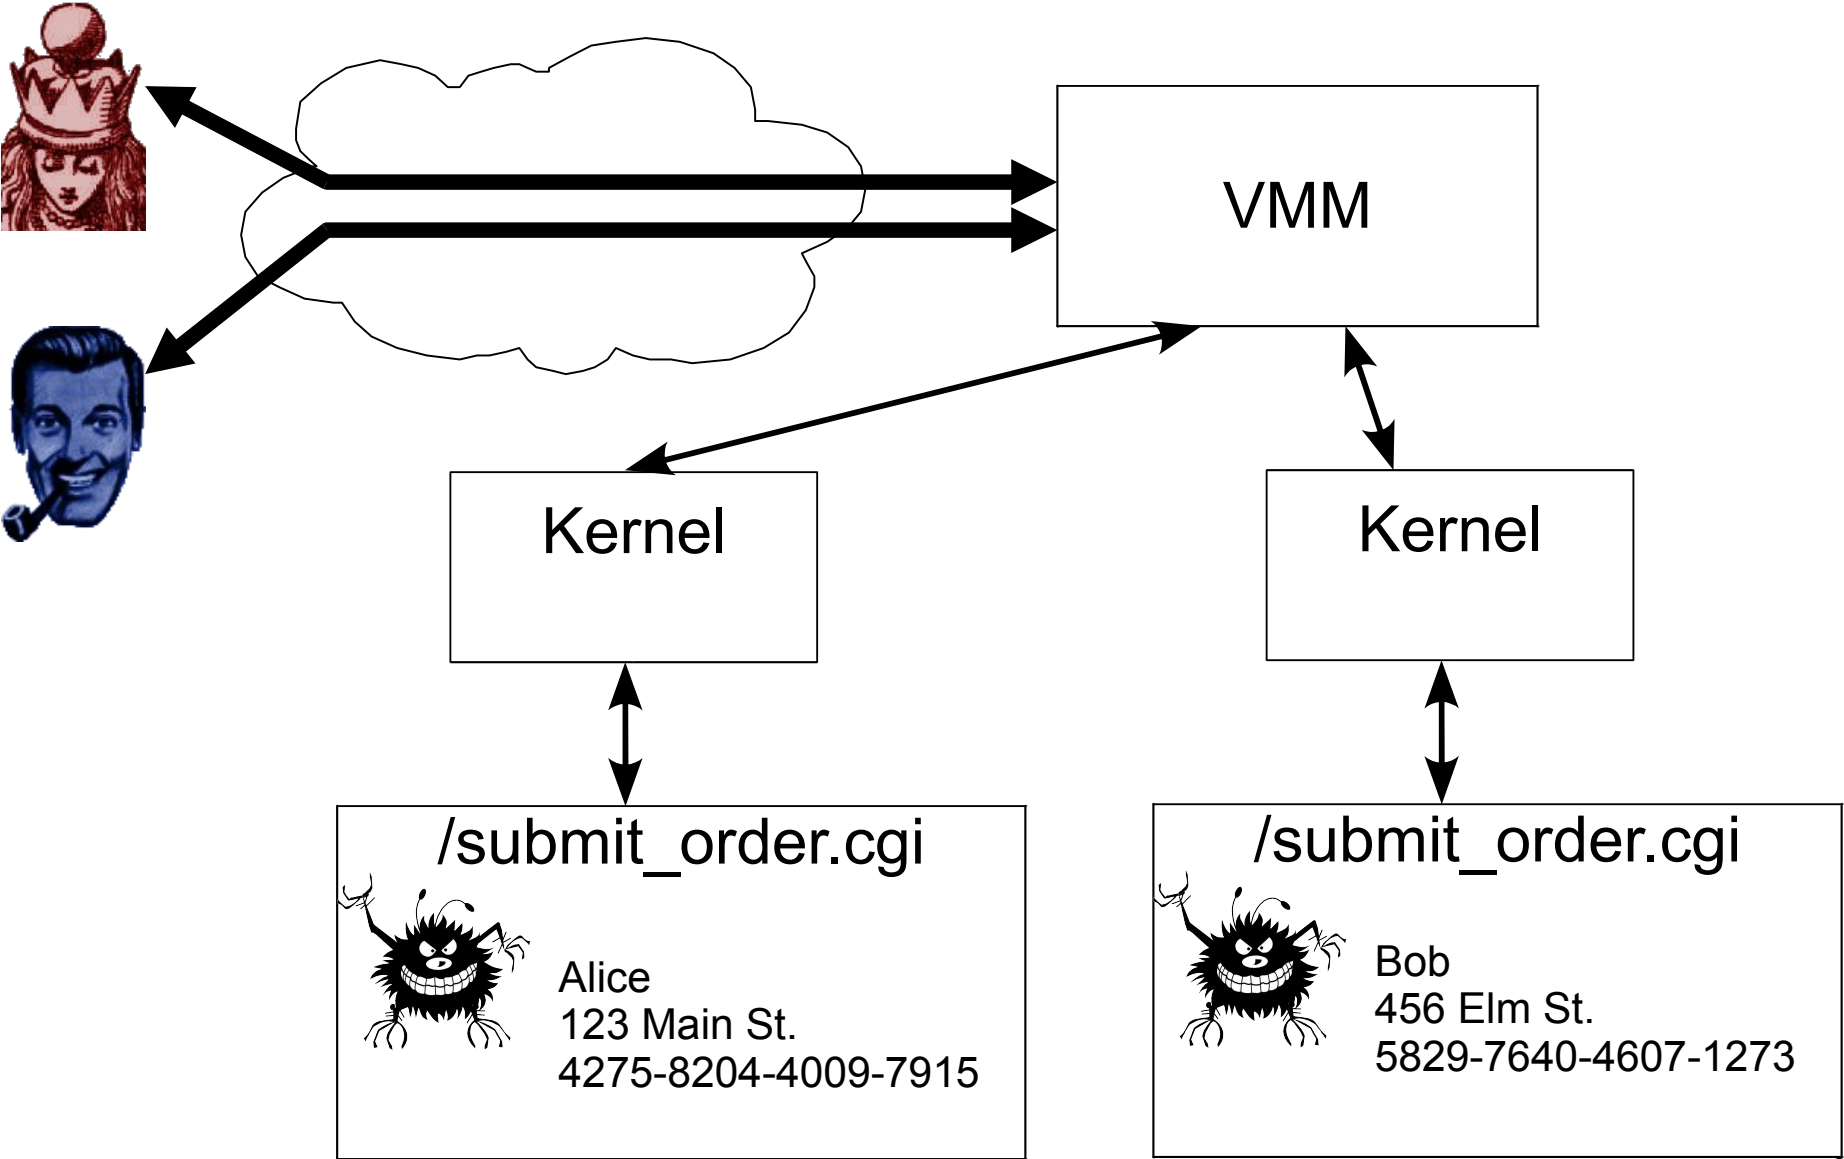 VMM
Kernel
Kernel
/submit_order.cgi
Alice
123 Main St.
4275-8204-4009-7915
/submit_order.cgi
Bob
456 Elm St.
5829-7640-4607-1273